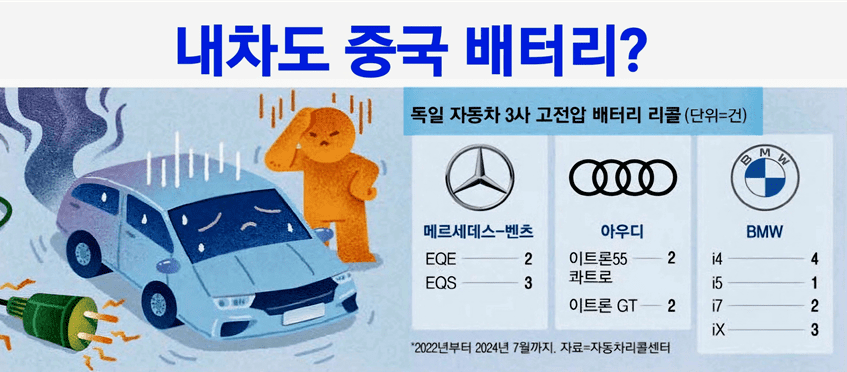 내차도 중국 배터리?
독일 자동차 3사 고전압 배터리 리콜 (단위=건)
메르세데스-벤츠
EQE 2
EQS 3
아우디
이트론55 2
콰트로
이트론 GT 2
BMW
BMW
i4 4
i5 1
i7 2
iX 3
*2022년부터 2024년 7월까지. 자료=자동차리콜센터